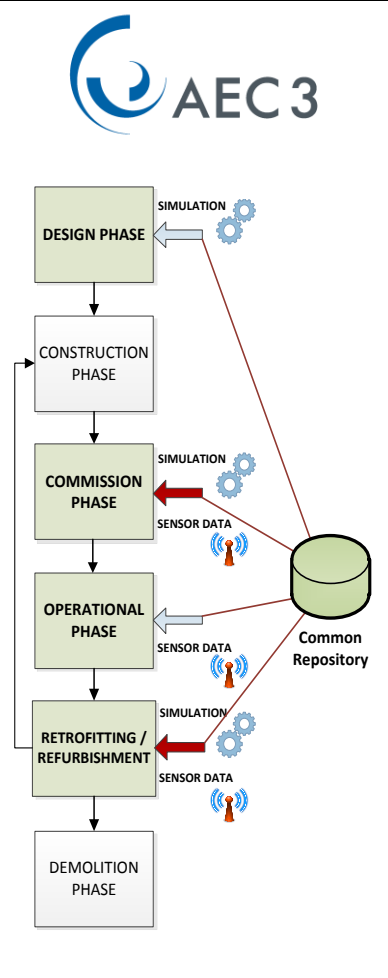 AEC 3
SIMULATION
DESIGN PHASE
CONSTRUCTION
PHASE
SIMULATION
COMMISSION
PHASE
SENSOR DATA
OPERATIONAL
PHASE
Common
Repository
SENSOR DATA
SIMULATION
RETROFITTING /
REFURBISHMENT
SENSOR DATA
DEMOLITION
PHASE